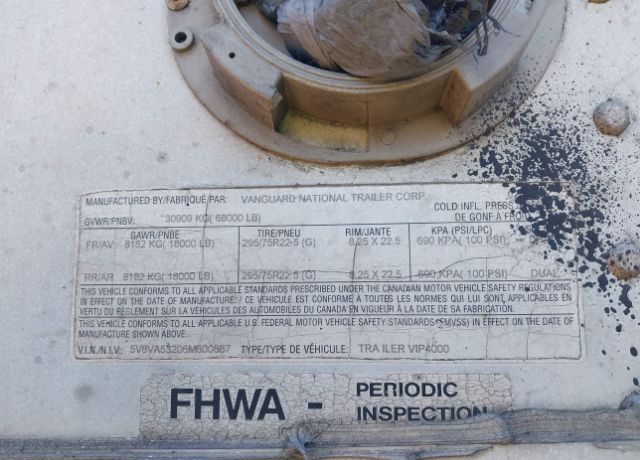 MANUFACTURED BY/FABRIQUÉ PAR: VANGUARD NATIONAL TRAILER CORP.
GVWR/PNBV: 30909 KG( 68000 LB) COLD INFL. PRESS
DE GONF A FROI
GAWR/PNBE TIRE/PNEU RIM/JANTE KPA (PSI/LPC)
FR/AV: 8182 KG( 18000 LB) 295/75R22.5 (G) 8.25 X 22.5 690 KPA( 100 PSI) DUAL
RR/AR 8182 KG( 18000 LB) 295/75R22.5 (G) 8.25 X 22.5 690 KPA( 100 PSI) DUAL
THIS VEHICLE CONFORMS TO ALL APPLICABLE STANDARDS PRESCRIBED UNDER THE CANADIAN MOTOR VEHICLE SAFETY REGULATIONS
IN EFFECT ON THE DATE OF MANUFACTURE: / CE VÉHICULE EST CONFORME À TOUTES LES NORMES QUI LUI SONT APPLICABLES EN
VERTU DU RÉGLEMENT SUR LA SÉCURITÉ DES VEHICULES DES AUTOMOBILES DU CANADA EN VIGUEUR A LA DATE DE SA FABRICATION.
THIS VEHICLE CONFORMS TO ALL APPLICABLE U.S. FEDERAL MOTOR VEHICLE SAFETY STANDARDS (FMVSS) IN EFFECT ON THE DATE OF
MANUFACTURE SHOWN ABOVE.
V.I.N./N.I.V.: 5V8VA53206M600867 TYPE/TYPE DE VÉHICULE: TRAILER VIP4000
FHWA - PERIODIC
INSPECTION